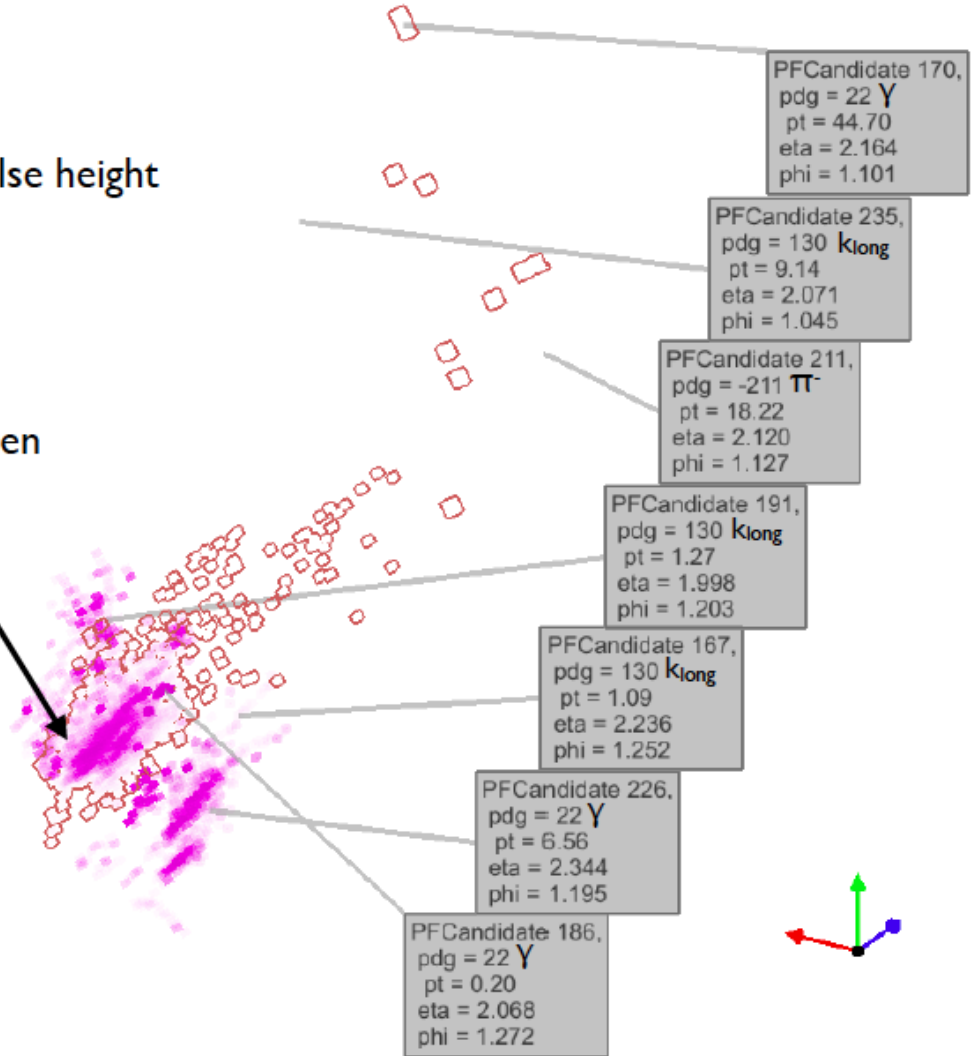 PFCandidate 170,
pdg = 22 γ
pt = 44.70
eta = 2.164
phi = 1.101
lse height
PFCandidate 235,
pdg = 130 klong
pt = 9.14
eta = 2.071
phi = 1.045
PFCandidate 211,
pdg = -211 π-
pt = 18.22
eta = 2.120
phi = 1.127
en
PFCandidate 191,
pdg = 130 klong
pt = 1.27
eta = 1.998
phi = 1.203
PFCandidate 167,
pdg = 130 klong
pt = 1.09
eta = 2.236
phi = 1.252
PFCandidate 226,
pdg = 22 γ
pt = 6.56
eta = 2.344
phi = 1.195
PFCandidate 186,
pdg = 22 γ
pt = 0.20
eta = 2.068
phi = 1.272